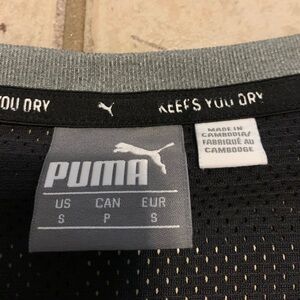 YOU DRY KEEPS YOU DRY
PUMA
US CAN EUR
S P S
MADE IN
CAMBODIA/
FABRIQUÉ AU
CAMBODGE